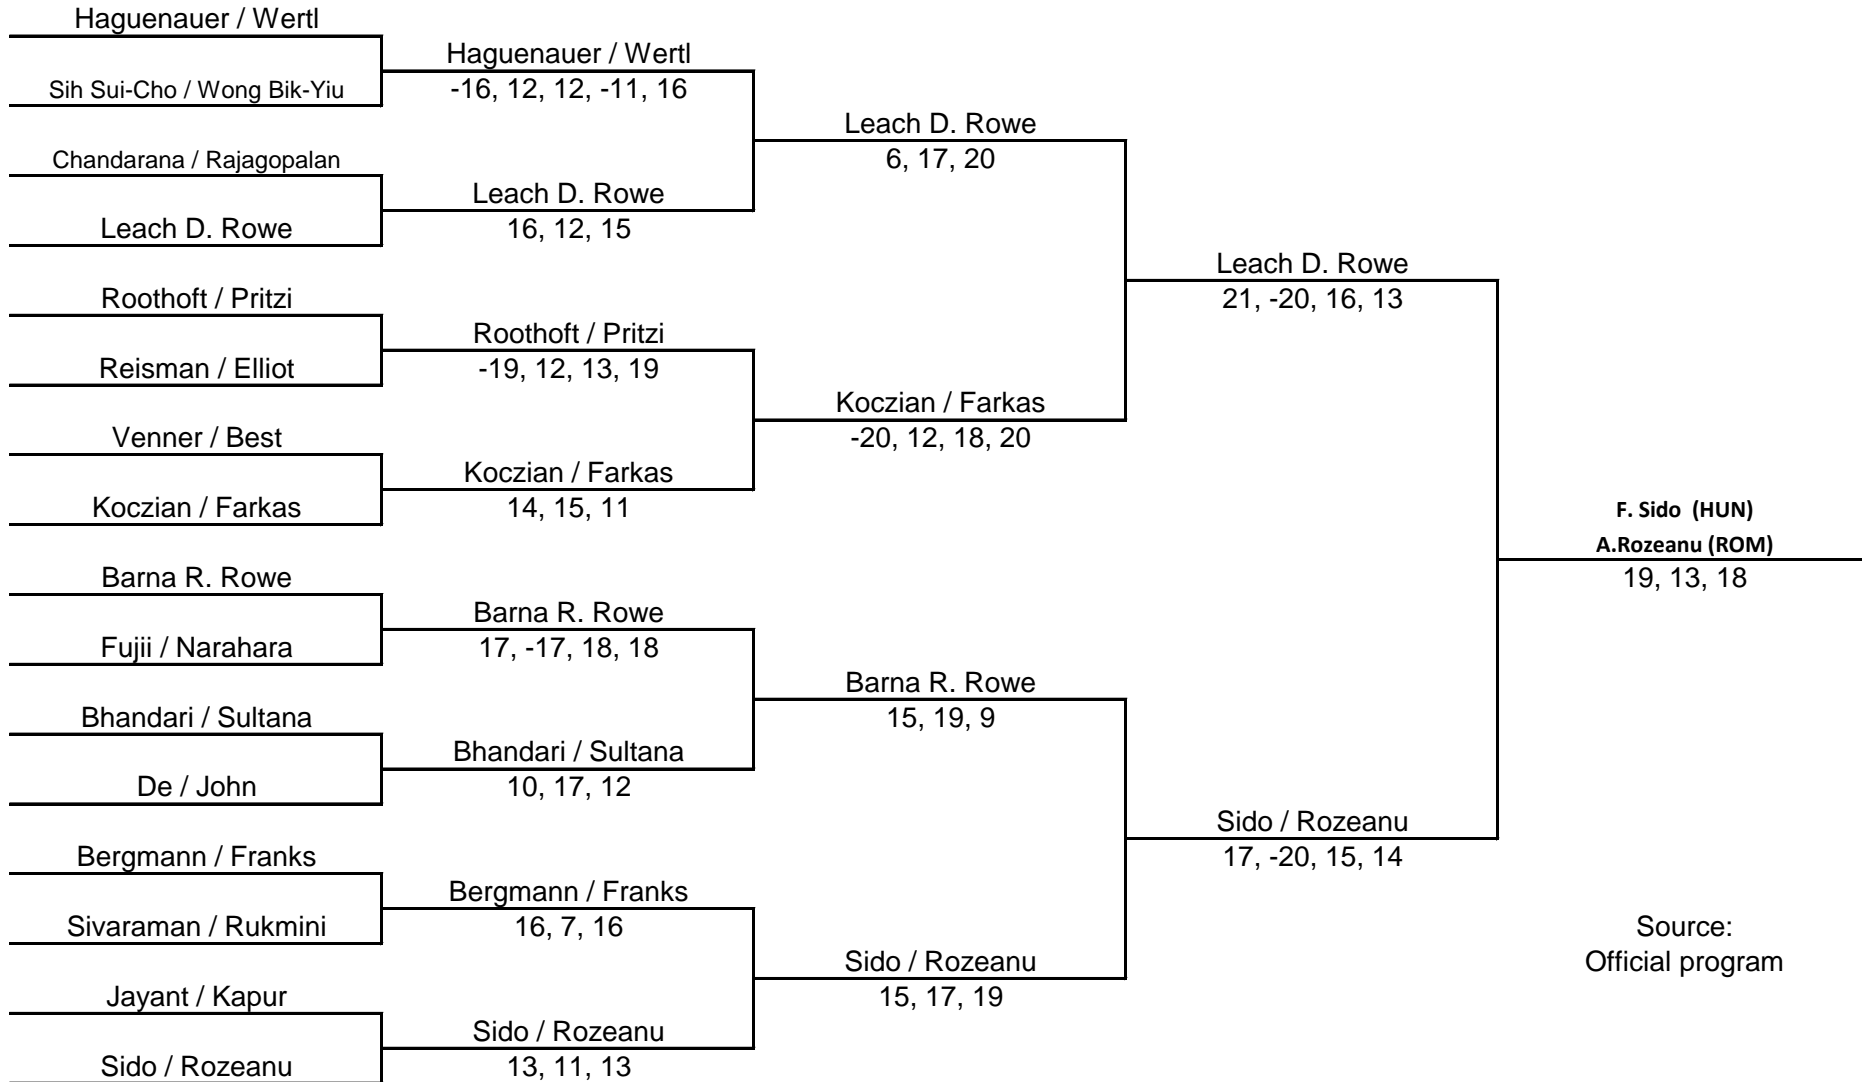 Haguenauer / Wertl
Sih Sui-Cho / Wong Bik-Yiu
Chandarana / Rajagopalan
Leach D. Rowe
Roothoft / Pritzi
Reisman / Elliot
Venner / Best
Koczian / Farkas
Barna R. Rowe
Fujii / Narahara
Bhandari / Sultana
De / John
Bergmann / Franks
Sivaraman / Rukmini
Jayant / Kapur
Sido / Rozeanu
Haguenauer / Wertl
-16, 12, 12, -11, 16
Leach D. Rowe
16, 12, 15
Roothoft / Pritzi
-19, 12, 13, 19
Koczian / Farkas
14, 15, 11
Barna R. Rowe
17, -17, 18, 18
Bhandari / Sultana
10, 17, 12
Bergmann / Franks
16, 7, 16
Sido / Rozeanu
13, 11, 13
Leach D. Rowe
6, 17, 20
Koczian / Farkas
-20, 12, 18, 20
Barna R. Rowe
15, 19, 9
Sido / Rozeanu
15, 17, 19
Leach D. Rowe
21, -20, 16, 13
Sido / Rozeanu
17, -20, 15, 14
F. Sido (HUN)
A.Rozeanu (ROM)
19, 13, 18
Source:
Official program